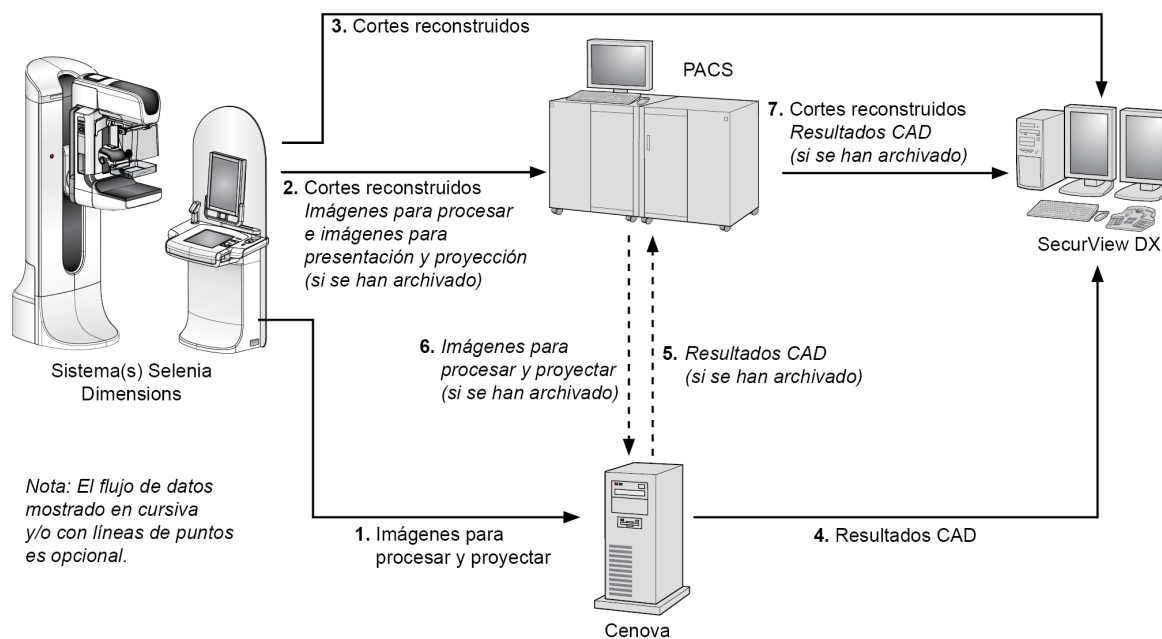 3. Cortes reconstruidos
PACS
7. Cortes reconstruidos
Resultados CAD
(si se han archivado)
2. Cortes reconstruidos
Imágenes para procesar
e imágenes para
presentación y proyección
(si se han archivado)
SecurView DX
Sistema(s) Selenia
Dimensions
6. Imágenes para
procesar y proyectar
(si se han archivado)
5. Resultados CAD
(si se han archivado)
Nota: El flujo de datos
mostrado en cursiva
y/o con líneas de puntos
es opcional.
1. Imágenes para
procesar y proyectar
4. Resultados CAD
Cenova